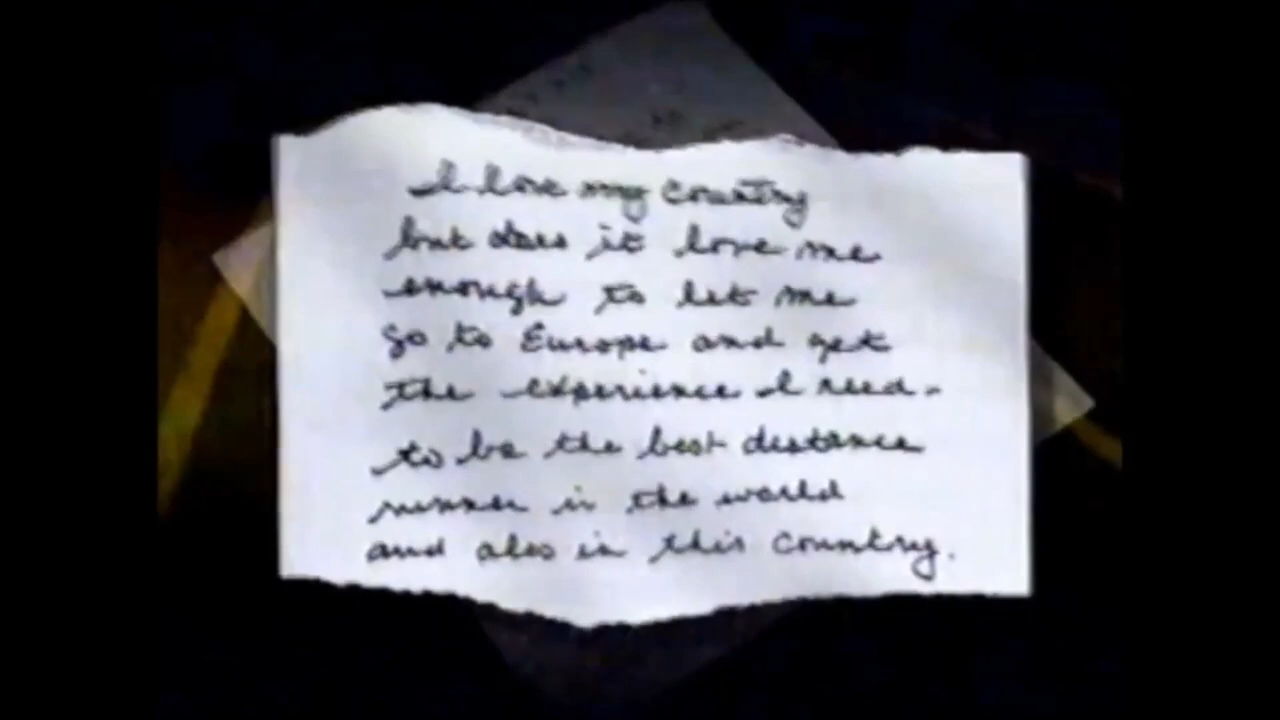 I love my country
but does it love me
enough to let me
go to Europe and get
the experience I need.
to be the best distance
runner in the world
and also in this country.